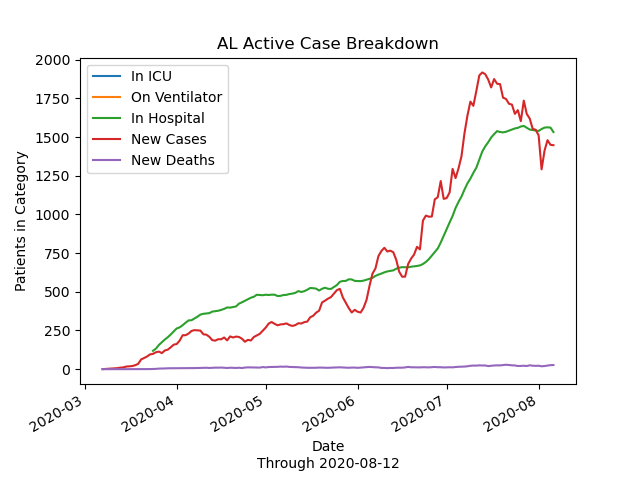 AL Active Case Breakdown
In ICU
On Ventilator
In Hospital
New Cases
New Deaths
Patients in Category
2000
1750
1500
1250
1000
750
500
250
0
2020-03
2020-04
2020-05
2020-06
2020-07
2020-08
Date
Through 2020-08-12